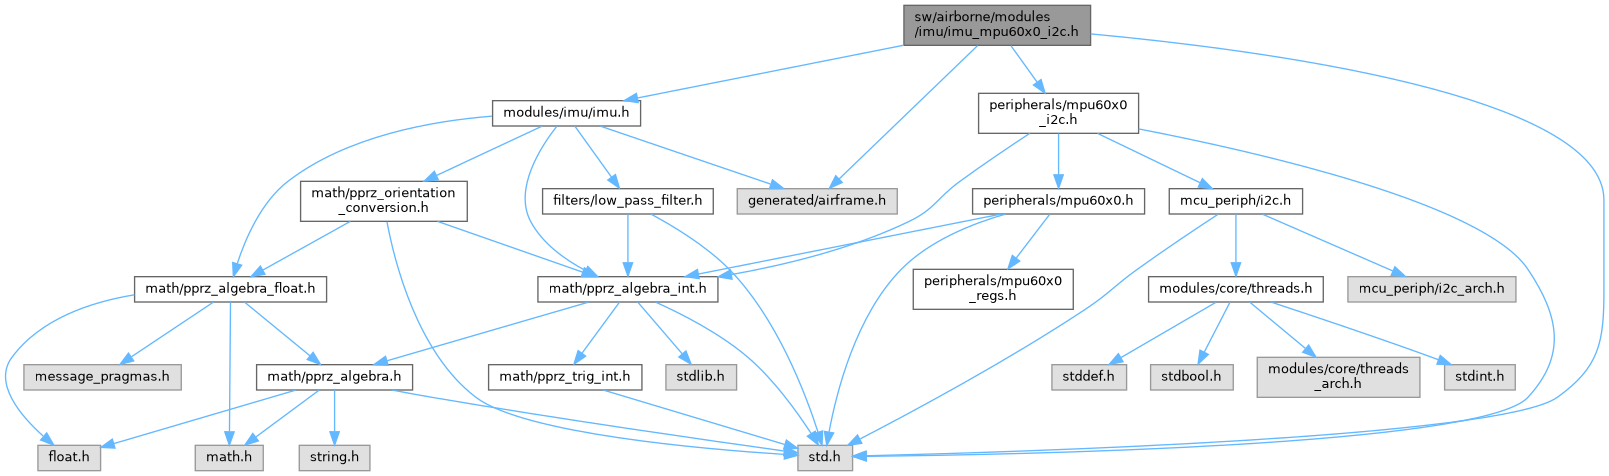 sw/airborne/modules
/imu/imu_mpu60x0_i2c.h
modules/imu/imu.h
peripherals/mpu60x0
_i2c.h
math/pprz_orientation
_conversion.h
filters/low_pass_filter.h
generated/airframe.h
peripherals/mpu60x0.h
mcu_periph/i2c.h
math/pprz_algebra_float.h
math/pprz_algebra_int.h
peripherals/mpu60x0
_regs.h
modules/core/threads.h
mcu_periph/i2c_arch.h
message_pragmas.h
math/pprz_algebra.h
math/pprz_trig_int.h
stdlib.h
stddef.h
stdbool.h
modules/core/threads
_arch.h
stdint.h
float.h
math.h
string.h
std.h